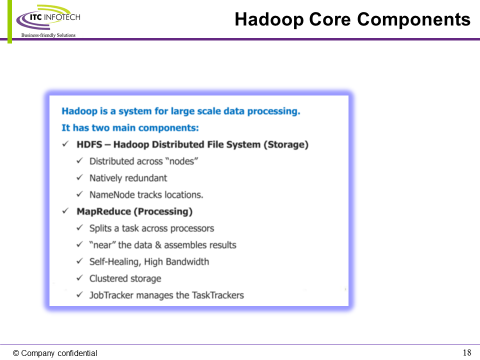 ITC INFOTECH
Business-friendly Solutions
Hadoop Core Components
Hadoop is a system for large scale data processing.
It has two main components:
✓ HDFS – Hadoop Distributed File System (Storage)
✓ Distributed across “nodes”
✓ Natively redundant
✓ NameNode tracks locations.
✓ MapReduce (Processing)
✓ Splits a task across processors
✓ “near” the data & assembles results
✓ Self-Healing, High Bandwidth
✓ Clustered storage
✓ JobTracker manages the TaskTrackers
© Company confidential
18